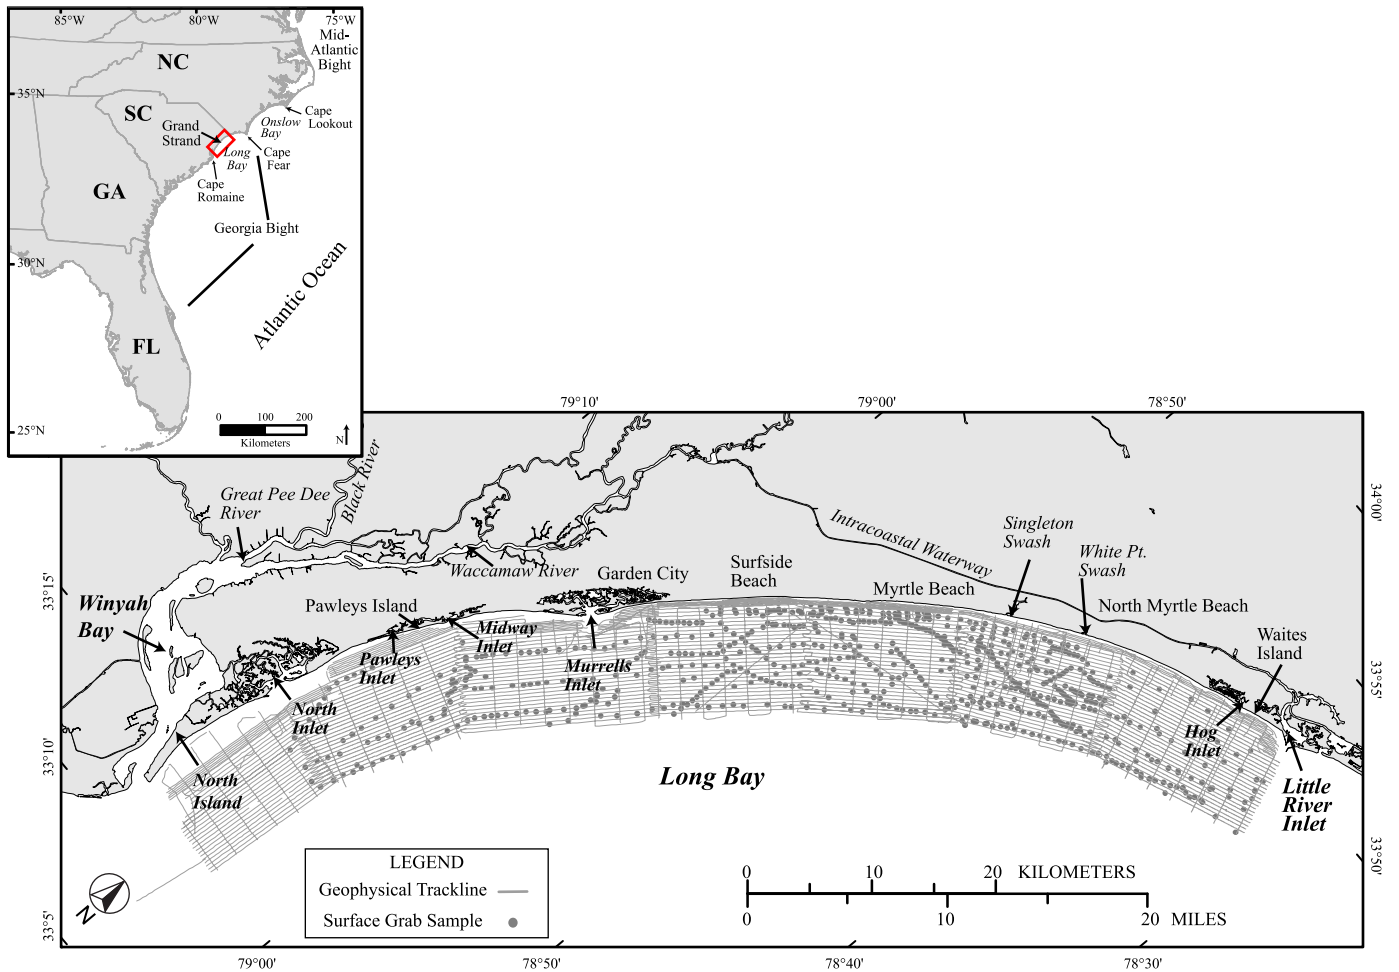 85°W
80°W
75°W
Mid-
Atlantic
Bight
NC
35°N
SC
Cape
Lookout
Grand
Strand
Onslow
Bay
Long
Bay
Cape
Fear
Cape
Romaine
GA
Georgia Bight
30°N
Atlantic Ocean
FL
0 100 200
Kilometers
N
25°N
79°10'
79°00'
78°50'
Great Pee Dee
River
Black River
34°00'
Intracoastal Waterway
Singleton
Swash
White Pt.
Swash
Waccamaw River
Garden City
Surfside
Beach
Myrtle Beach
North Myrtle Beach
33°15'
Winyah
Bay
Pawleys Island
Midway
Inlet
Pawleys
Inlet
Murrells
Inlet
Waites
Island
33°55'
North
Inlet
Hog
Inlet
33°10'
North
Island
Long Bay
Little
River
Inlet
33°50'
LEGEND
Geophysical Trackline
Surface Grab Sample
0 10 20 KILOMETERS
0 10 20 MILES
N
33°5'
79°00'
78°50'
78°40'
78°30'